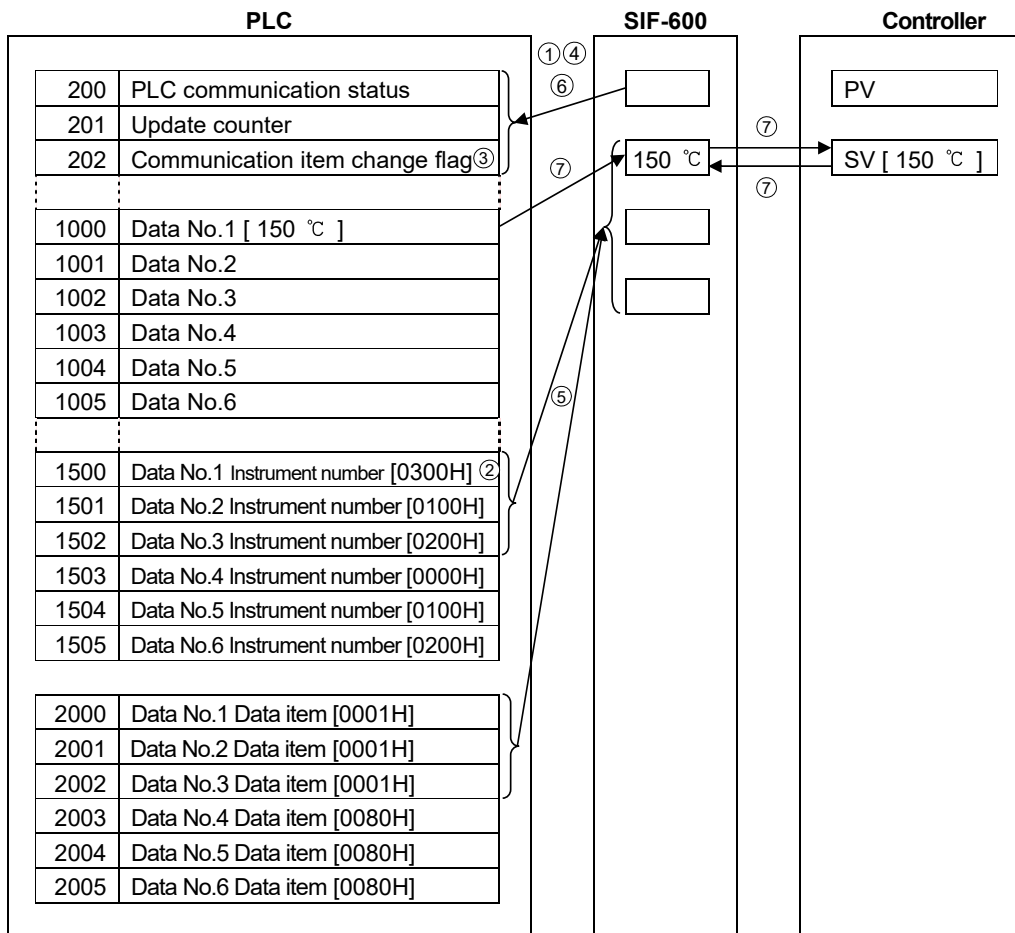 PLC
SIF-600
Controller
①④
⑥
200 PLC communication status
201 Update counter
202 Communication item change flag③
PV
⑦
⑦
150 ℃
SV [ 150 ℃ ]
⑦
1000 Data No.1 [ 150 ℃ ]
1001 Data No.2
1002 Data No.3
1003 Data No.4
1004 Data No.5
1005 Data No.6
⑤
1500 Data No.1 Instrument number [0300H] ②
1501 Data No.2 Instrument number [0100H]
1502 Data No.3 Instrument number [0200H]
1503 Data No.4 Instrument number [0000H]
1504 Data No.5 Instrument number [0100H]
1505 Data No.6 Instrument number [0200H]
2000 Data No.1 Data item [0001H]
2001 Data No.2 Data item [0001H]
2002 Data No.3 Data item [0001H]
2003 Data No.4 Data item [0080H]
2004 Data No.5 Data item [0080H]
2005 Data No.6 Data item [0080H]